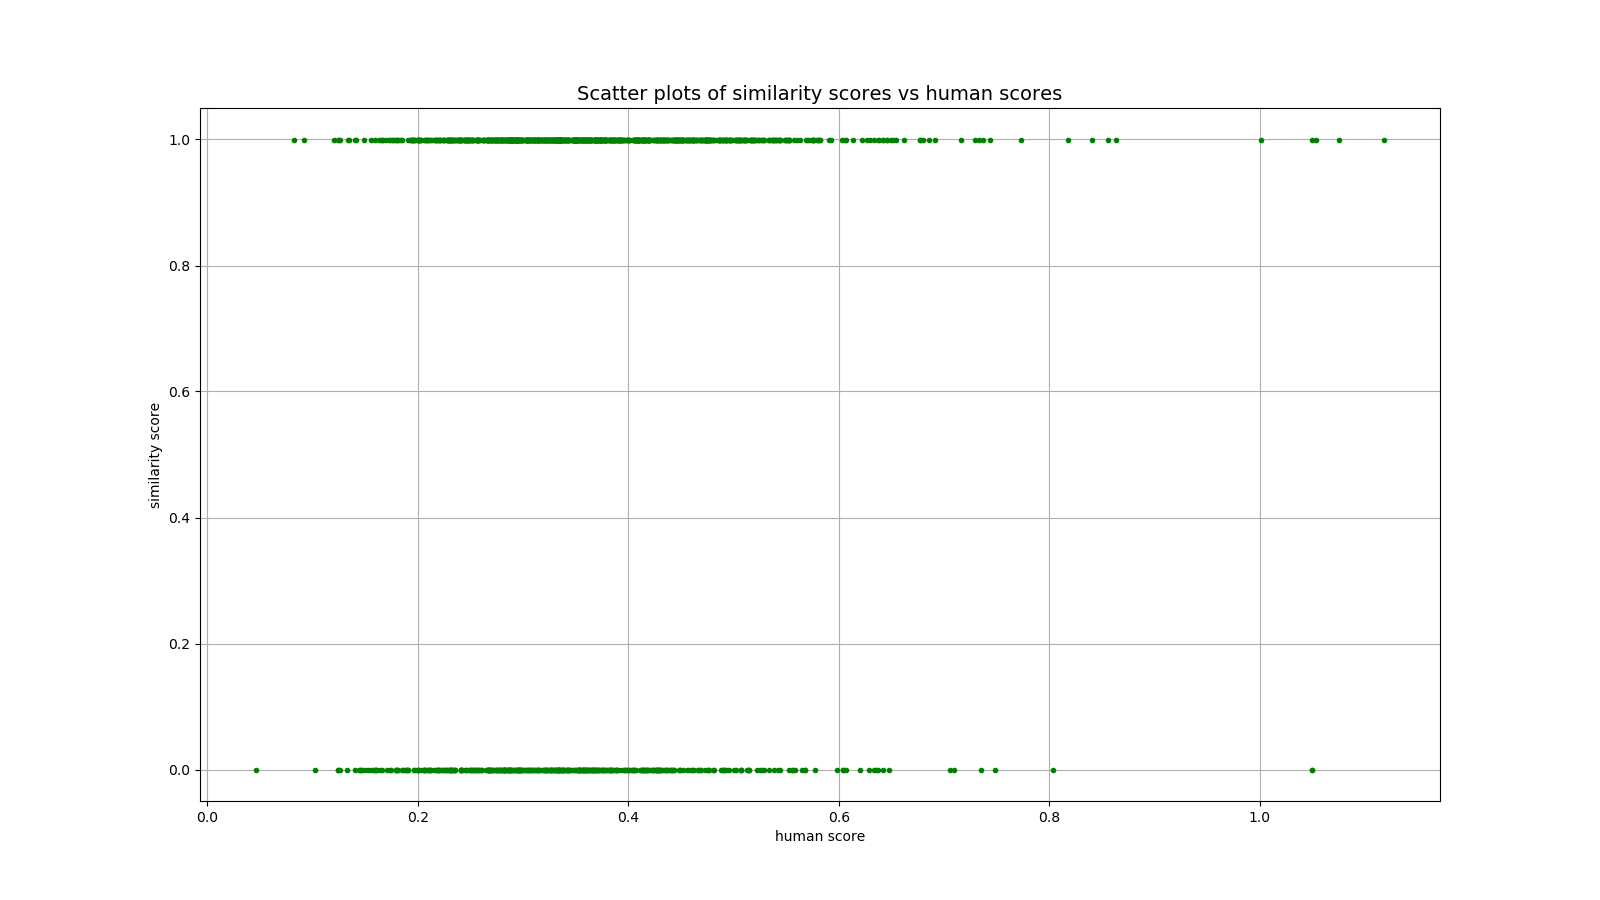 Scatter plots of similarity scores vs human scores
1.0
0.8
0.6
0.4
0.2
0.0
similarity score
0.0 0.2 0.4 0.6 0.8 1.0
human score